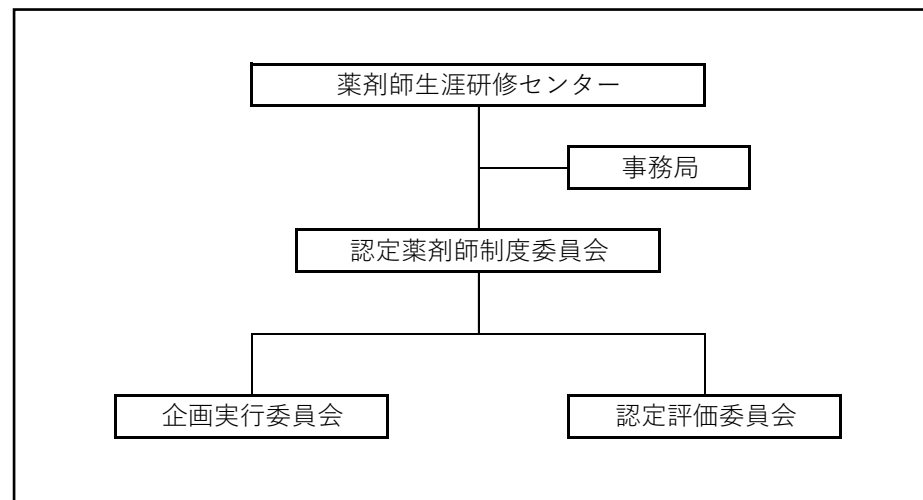 薬剤師生涯研修センター
事務局
認定薬剤師制度委員会
企画実行委員会
認定評価委員会